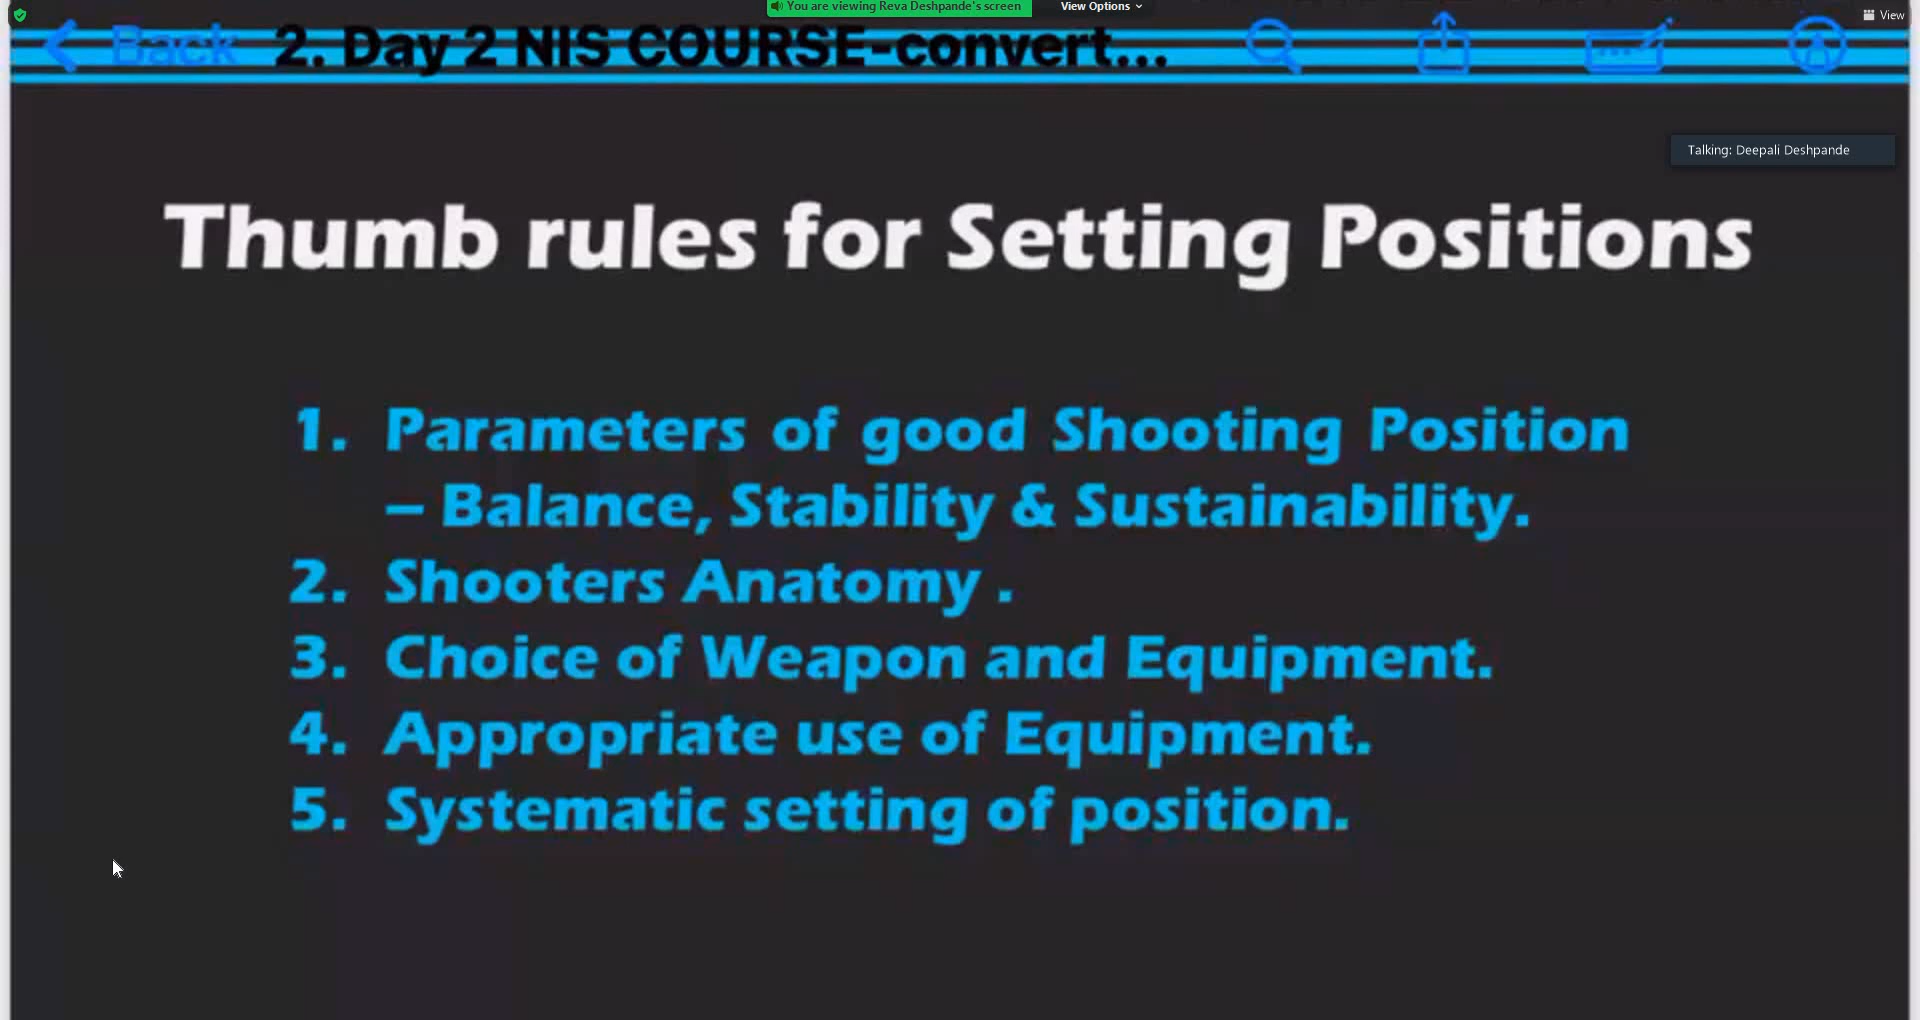 You are viewing Reva Deshpande's screen
View Options
View
Back
2. Day 2 NIS COURSE-convert...
Talking: Deepali Deshpande
Thumb rules for Setting Positions
1. Parameters of good Shooting Position
– Balance, Stability & Sustainability.
2. Shooters Anatomy .
3. Choice of Weapon and Equipment.
4. Appropriate use of Equipment.
5. Systematic setting of position.